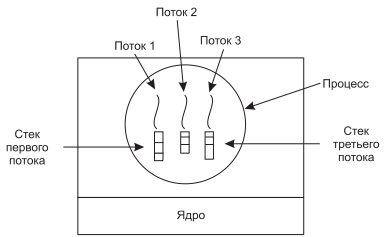 Поток 2
Поток 1
Поток 3
Процесс
Стек
первого
потока
Стек
третьего
потока
Ядро